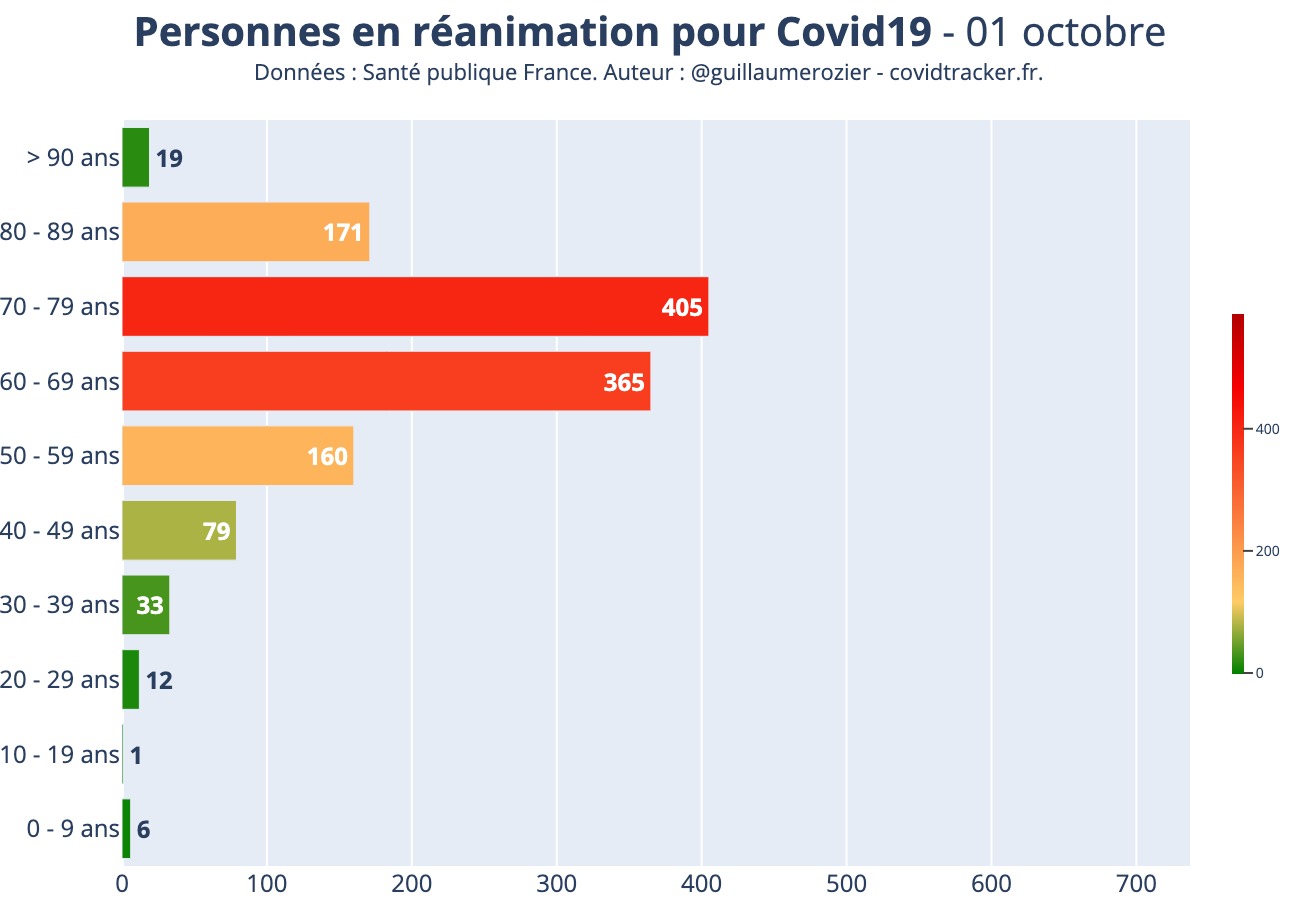 Personnes en réanimation pour Covid19 - 01 octobre
Données : Santé publique France. Auteur : @guillaumerozier - covidtracker.fr.
> 90 ans 19
80 - 89 ans 171
70 - 79 ans 405
60 - 69 ans 365
50 - 59 ans 160
40 - 49 ans 79
30 - 39 ans 33
20 - 29 ans 12
10 - 19 ans 1
0 - 9 ans 6
0 100 200 300 400 500 600 700
400
200
0